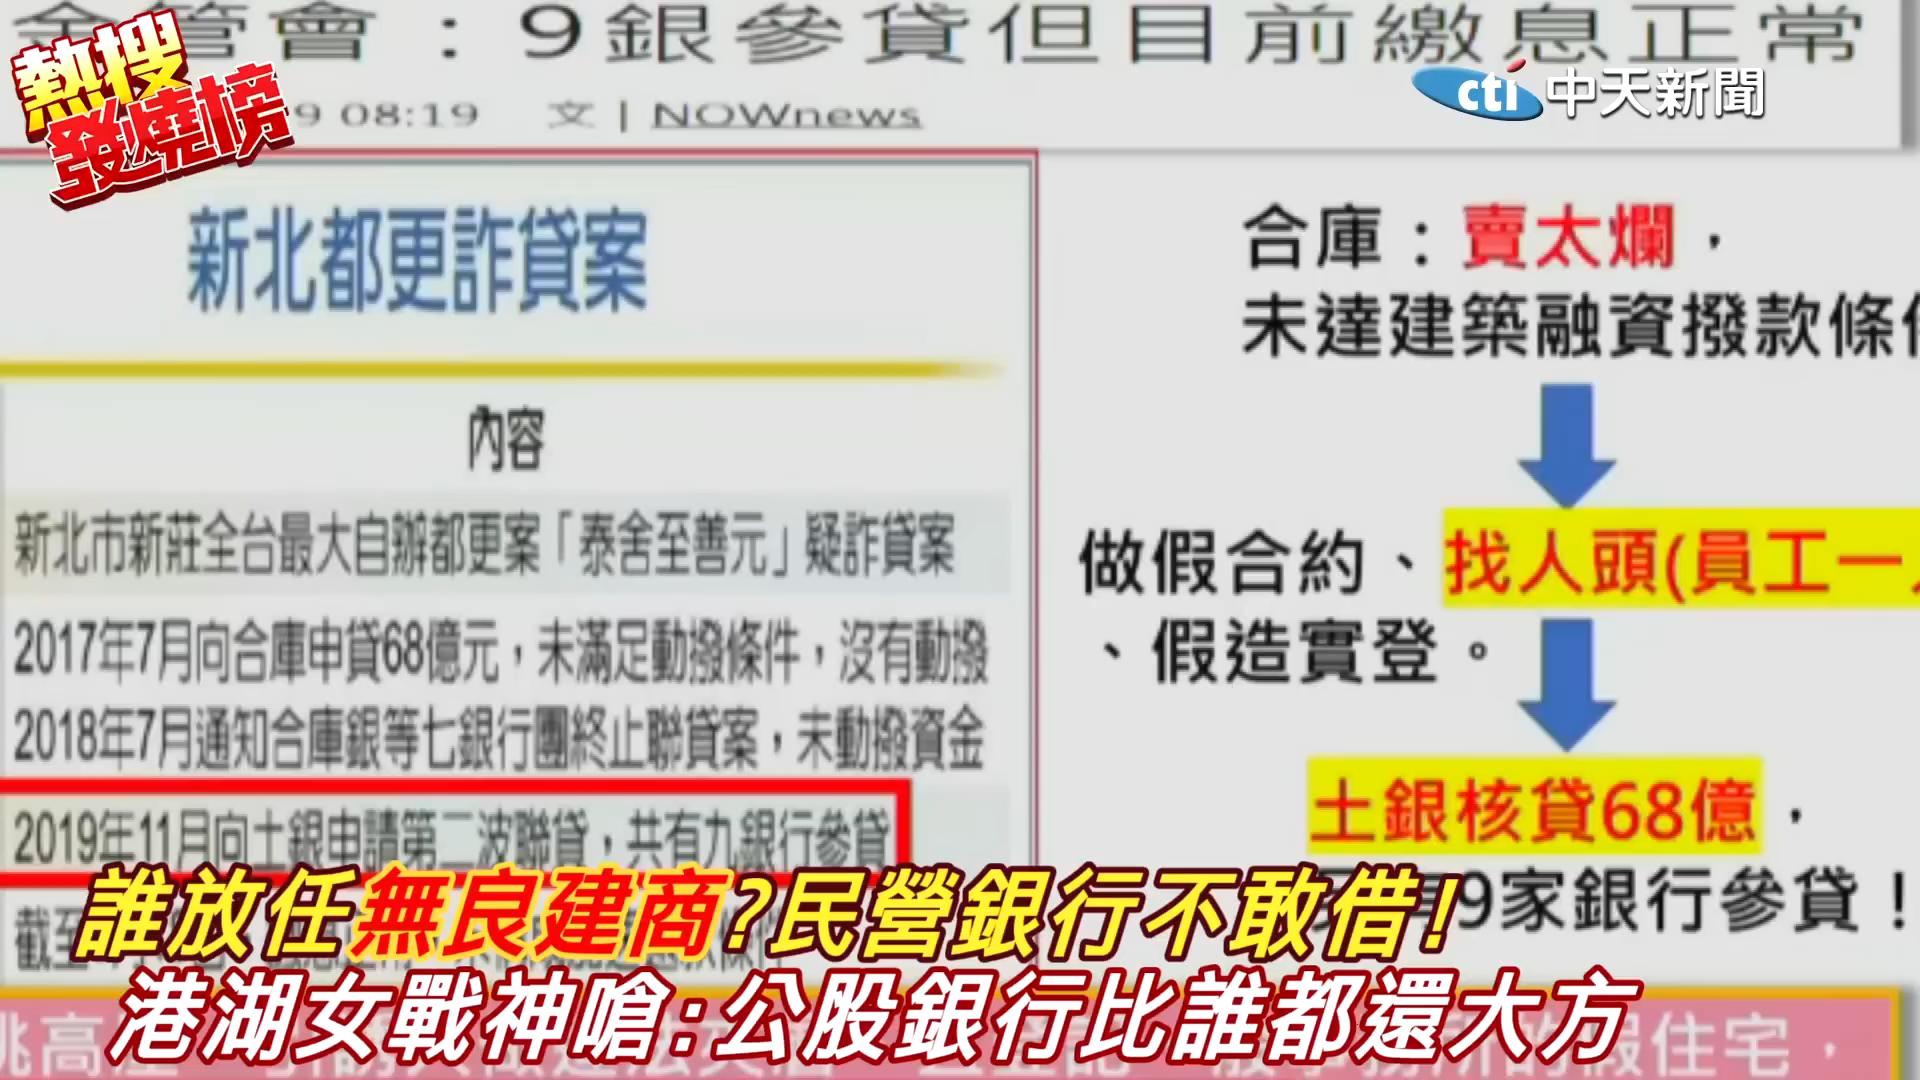 金管會：9銀參貸但目前繳息正常
熱搜
發燒榜
9 08:19 文 | NOWnews
cti 中天新聞
新北都更詐貸案
內容
新北市新莊全台最大自辦都更案「泰舍至善元」疑詐貸案
2017年7月向合庫申貸68億元，未滿足動撥條件，沒有動撥
2018年7月通知合庫銀等七銀行團終止聯貸案，未動撥資金
2019年11月向土銀申請第二波聯貸，共有九銀行參貸
截至
合庫：賣太爛，
未達建築融資撥款條件
做假合約、找人頭(員工一人
、假造實登。
土銀核貸68億，
9家銀行參貸！
誰放任無良建商?民營銀行不敢借!
港湖女戰神嗆:公股銀行比誰都還大方
假住宅，